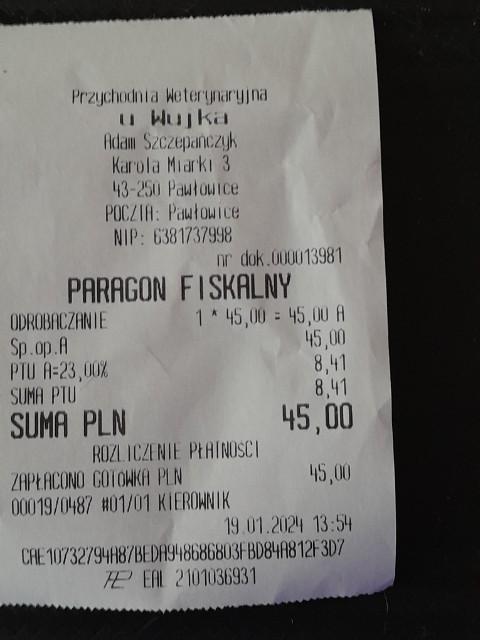 Przychodnia Weterynaryjna
u Wujka
Adam Szczepańczyk
Karola Miarki 3
43-250 Pawłowice
POCZTA: Pawłowice
NIP: 6381737998
nr dok.000013981
PARAGON FISKALNY
ODROBACZANIE 1 * 45,00 = 45,00 A
Sp.op.A 45,00
PTU A=23,00% 8,41
SUMA PTU 8,41
SUMA PLN 45,00
ROZLICZENIE PŁATNOŚCI
ZAPŁACONO GOTÓWKA PLN 45,00
00019/0487 #01/01 KIEROWNIK
19.01.2024 13:54
CAE10732794A87BEDA948686803FBD84A812F3D7
EAL 2101036931